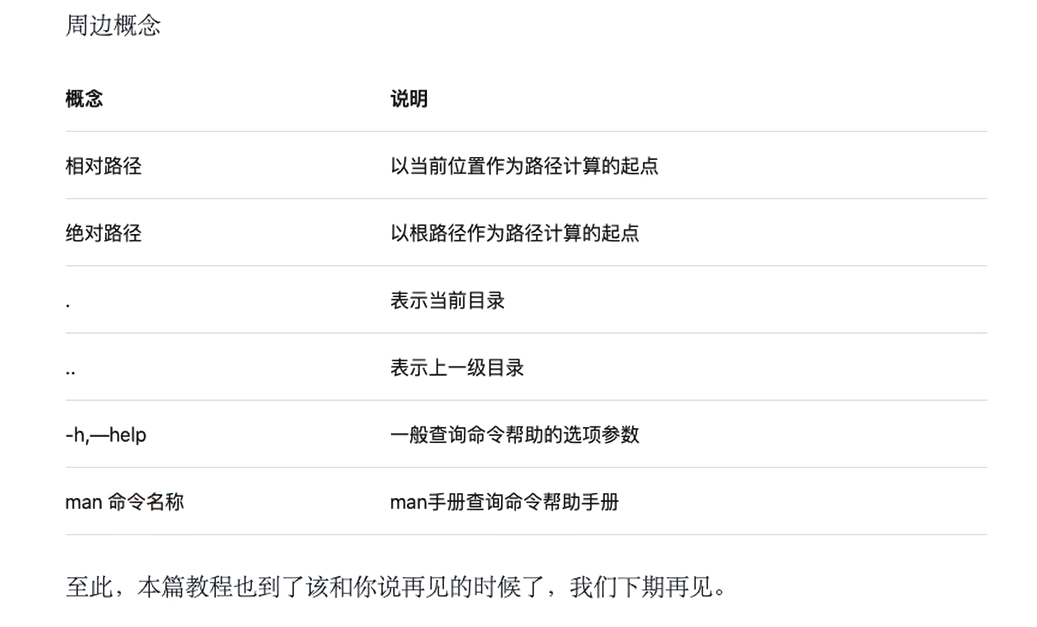 周边概念
概念 说明
相对路径 以当前位置作为路径计算的起点
绝对路径 以根路径作为路径计算的起点
. 表示当前目录
.. 表示上一级目录
-h,—help 一般查询命令帮助的选项参数
man 命令名称 man手册查询命令帮助手册
至此，本篇教程也到了该和你说再见的时候了，我们下期再见。